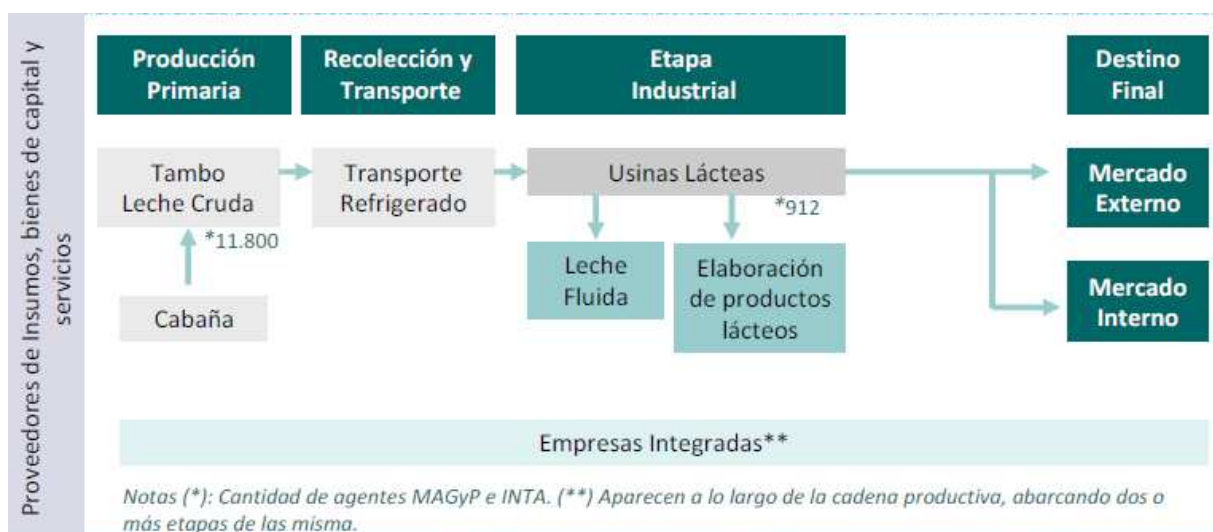 Proveedores de Insumos, bienes de capital y
servicios
Producción
Primaria
Recolección y
Transporte
Etapa
Industrial
Destino
Final
Tambo
Leche Cruda
Transporte
Refrigerado
Usinas Lácteas
Mercado
Externo
*11.800
*912
Cabaña
Leche
Fluida
Elaboración
de productos
lácteos
Mercado
Interno
Empresas Integradas**
Notas (*): Cantidad de agentes MAGyP e INTA. (**) Aparecen a lo largo de la cadena productiva, abarcando dos o
más etapas de las misma.